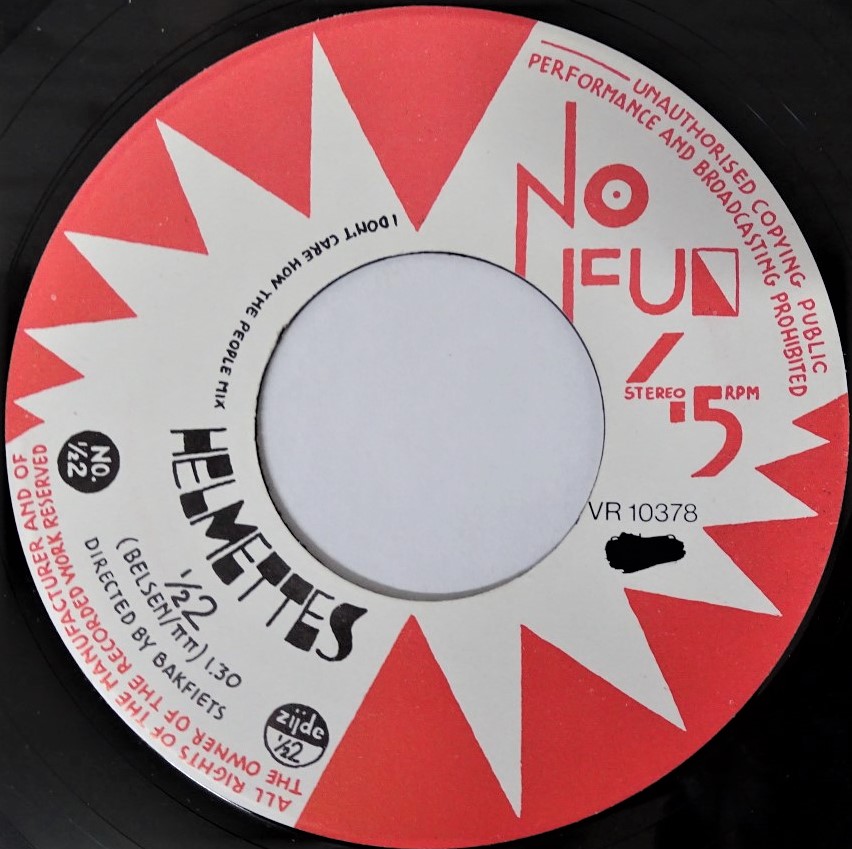 UNAUTHORISED COPYING PUBLIC
PERFORMANCE AND BROADCASTING PROHIBITED
NO
FUN
STEREO 45 RPM
VR 10378
I DON'T CARE HOW THE PEOPLE MIX
HELMETTES
½2
(BELSEN/ππ) 1.30
DIRECTED BY BAKFIETS
NO.
½2
zijde
½2
ALL RIGHTS OF THE MANUFACTURER AND OF
THE OWNER OF THE RECORDED WORK RESERVED